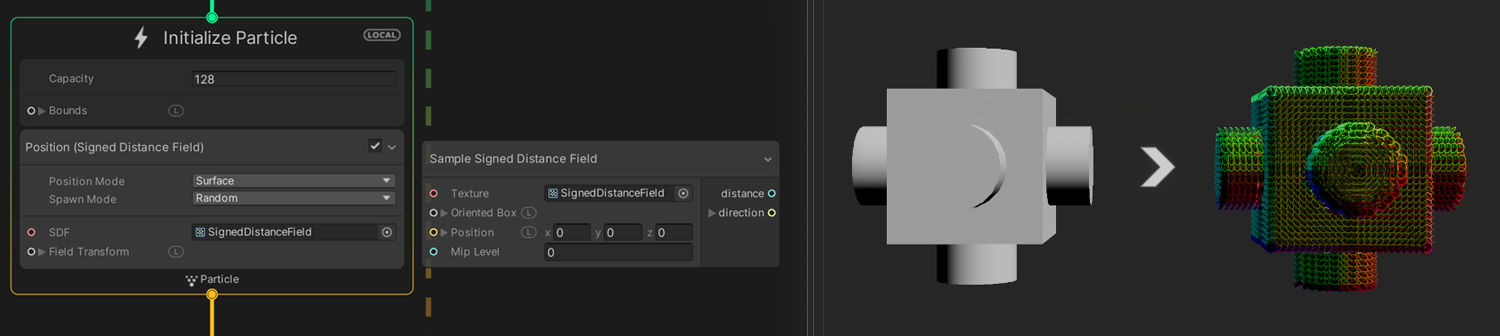 Initialize Particle
LOCAL
Capacity 128
Bounds L
Position (Signed Distance Field)
Position Mode Surface
Spawn Mode Random
SDF SignedDistanceField
Field Transform L
Particle
Sample Signed Distance Field
Texture SignedDistanceField distance
Oriented Box L direction
Position L x 0 y 0 z 0
Mip Level 0